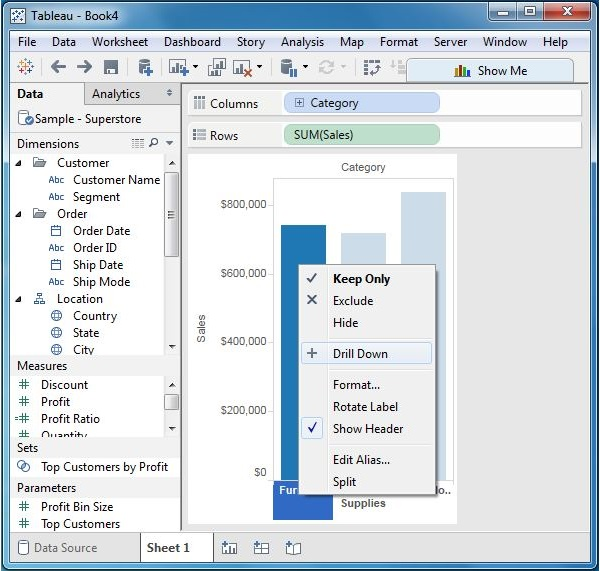 Tableau - Book4
File Data Worksheet Dashboard Story Analysis Map Format Server Window Help
Show Me
Data Analytics
Sample - Superstore
Dimensions
Customer
Abc Customer Name
Abc Segment
Order
Order Date
Abc Order ID
Ship Date
Abc Ship Mode
Location
Country
State
City
Measures
Discount
Profit
Profit Ratio
Quantity
Sets
Top Customers by Profit
Parameters
Profit Bin Size
Top Customers
Columns Category
Rows SUM(Sales)
Category
Sales
$800,000
$600,000
$400,000
$200,000
$0
Keep Only
Exclude
Hide
Drill Down
Format...
Rotate Label
Show Header
Edit Alias...
Split
Supplies
Data Source Sheet 1